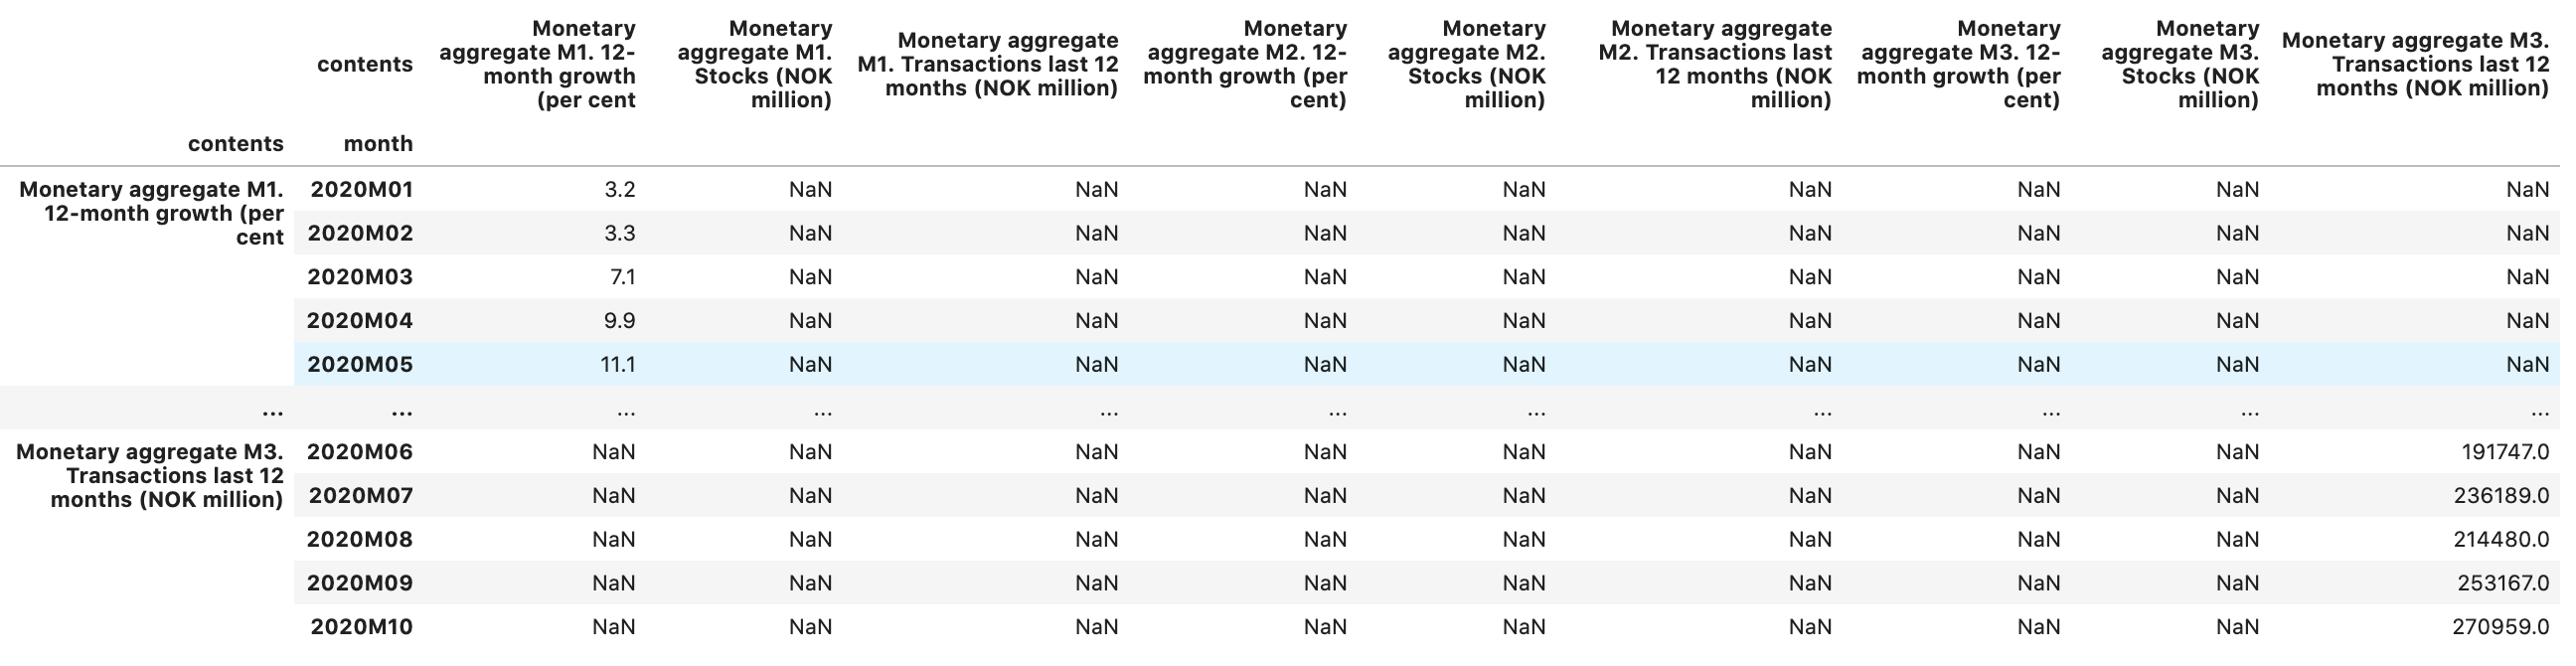 contents Monetary aggregate M1. 12-month growth (per cent Monetary aggregate M1. Stocks (NOK million) Monetary aggregate M1. Transactions last 12 months (NOK million) Monetary aggregate M2. 12-month growth (per cent) Monetary aggregate M2. Stocks (NOK million) Monetary aggregate M2. Transactions last 12 months (NOK million) Monetary aggregate M3. 12-month growth (per cent) Monetary aggregate M3. Stocks (NOK million) Monetary aggregate M3. Transactions last 12 months (NOK million)
contents month
Monetary aggregate M1. 12-month growth (per cent 2020M01 3.2 NaN NaN NaN NaN NaN NaN NaN NaN
2020M02 3.3 NaN NaN NaN NaN NaN NaN NaN NaN
2020M03 7.1 NaN NaN NaN NaN NaN NaN NaN NaN
2020M04 9.9 NaN NaN NaN NaN NaN NaN NaN NaN
2020M05 11.1 NaN NaN NaN NaN NaN NaN NaN NaN
... ... ... ... ... ... ... ... ... ... ...
Monetary aggregate M3. Transactions last 12 months (NOK million) 2020M06 NaN NaN NaN NaN NaN NaN NaN NaN 191747.0
2020M07 NaN NaN NaN NaN NaN NaN NaN NaN 236189.0
2020M08 NaN NaN NaN NaN NaN NaN NaN NaN 214480.0
2020M09 NaN NaN NaN NaN NaN NaN NaN NaN 253167.0
2020M10 NaN NaN NaN NaN NaN NaN NaN NaN 270959.0